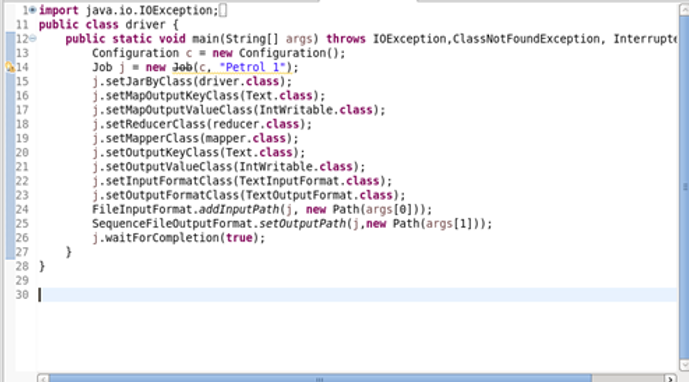 1 import java.io.IOException;
11 public class driver {
12 public static void main(String[] args) throws IOException,ClassNotFoundException, Interrupte
13 Configuration c = new Configuration();
14 Job j = new Job(c, "Petrol 1");
15 j.setJarByClass(driver.class);
16 j.setMapOutputKeyClass(Text.class);
17 j.setMapOutputValueClass(IntWritable.class);
18 j.setReducerClass(reducer.class);
19 j.setMapperClass(mapper.class);
20 j.setOutputKeyClass(Text.class);
21 j.setOutputValueClass(IntWritable.class);
22 j.setInputFormatClass(TextInputFormat.class);
23 j.setOutputFormatClass(TextOutputFormat.class);
24 FileInputFormat.addInputPath(j, new Path(args[0]));
25 SequenceFileOutputFormat.setOutputPath(j,new Path(args[1]));
26 j.waitForCompletion(true);
27 }
28 }
29
30